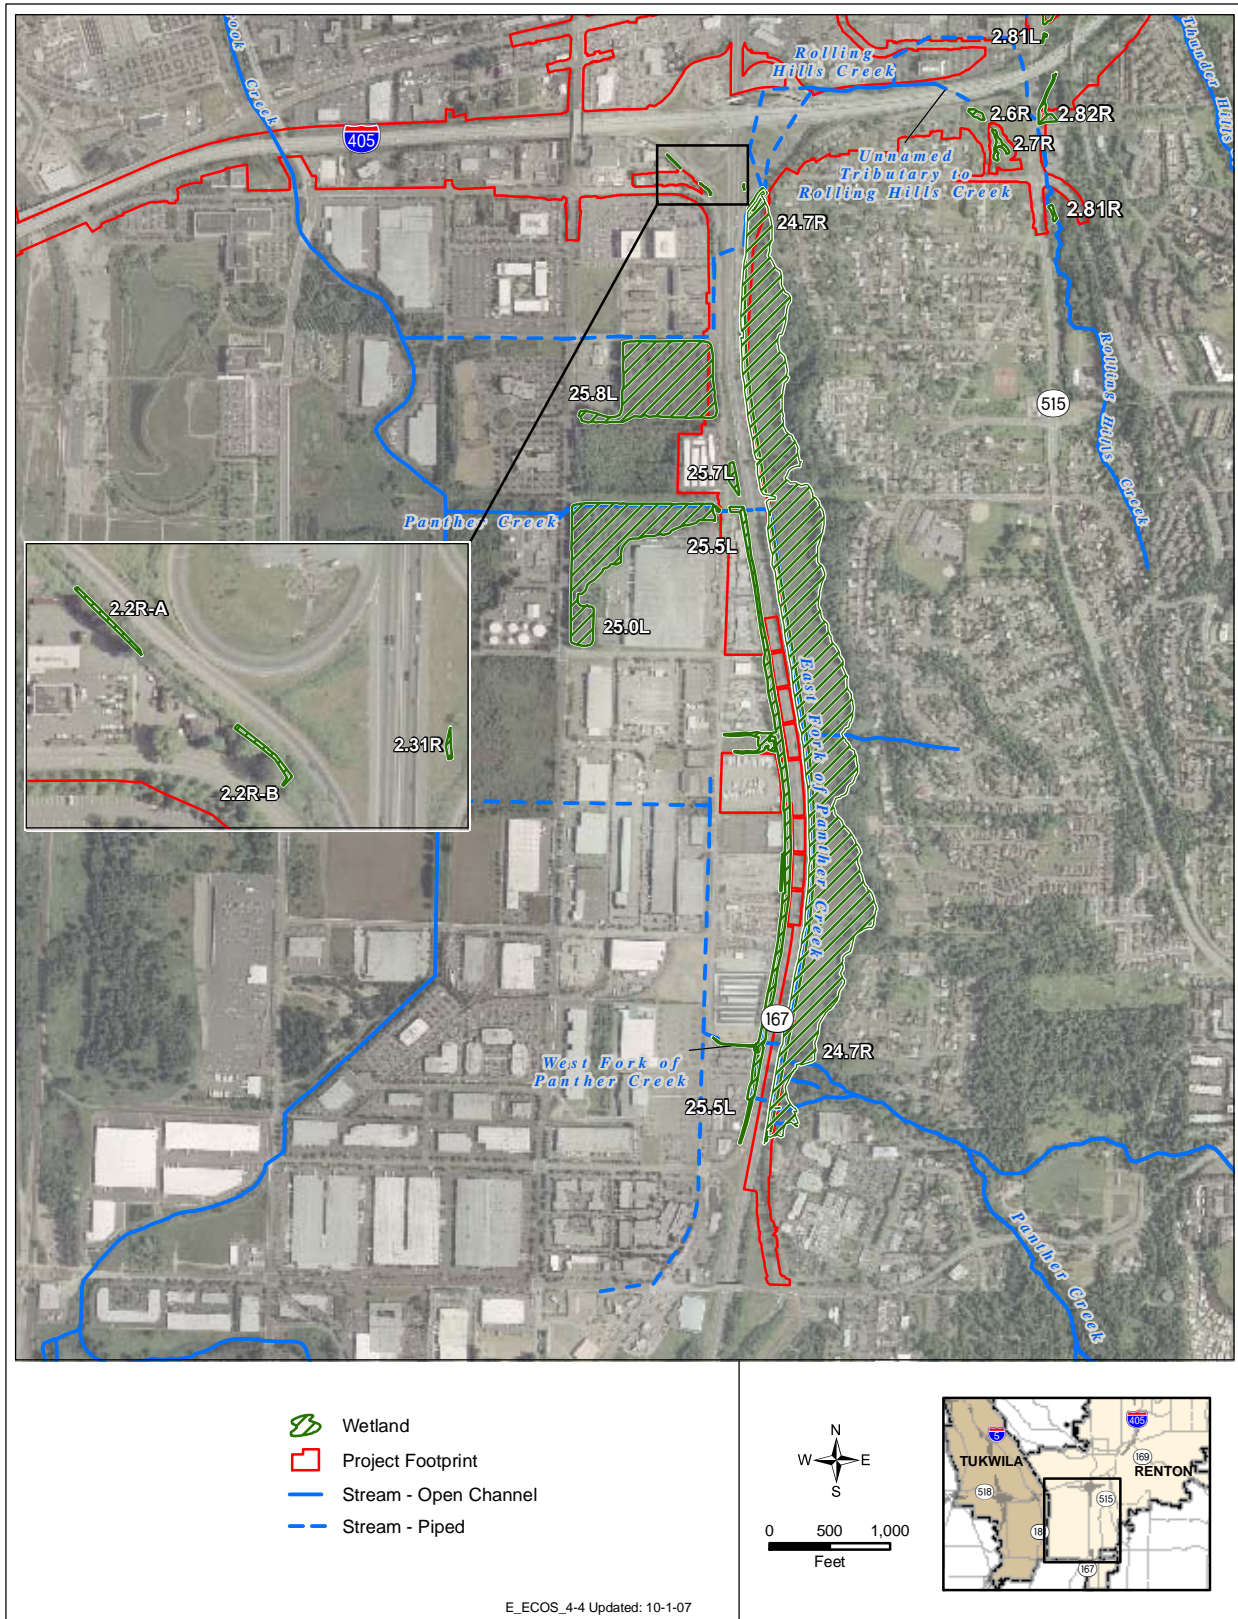 ook
Creek
405
Rolling
Hills Creek
2.81L
Thunder Hills
2.6R
2.82R
2.7R
Unnamed
Tributary to
Rolling Hills Creek
2.81R
24.7R
Rolling Hills
Creek
515
25.8L
25.7L
Panther Creek
25.5L
25.0L
2.2R-A
2.31R
2.2R-B
East Fork of Panther Creek
167
24.7R
West Fork of
Panther Creek
25.5L
Panther Creek
Wetland
Project Footprint
Stream - Open Channel
Stream - Piped
N
W E
S
0 500 1,000
Feet
5
405
TUKWILA
169
RENTON
518
515
18
167
E_ECOS_4-4 Updated: 10-1-07